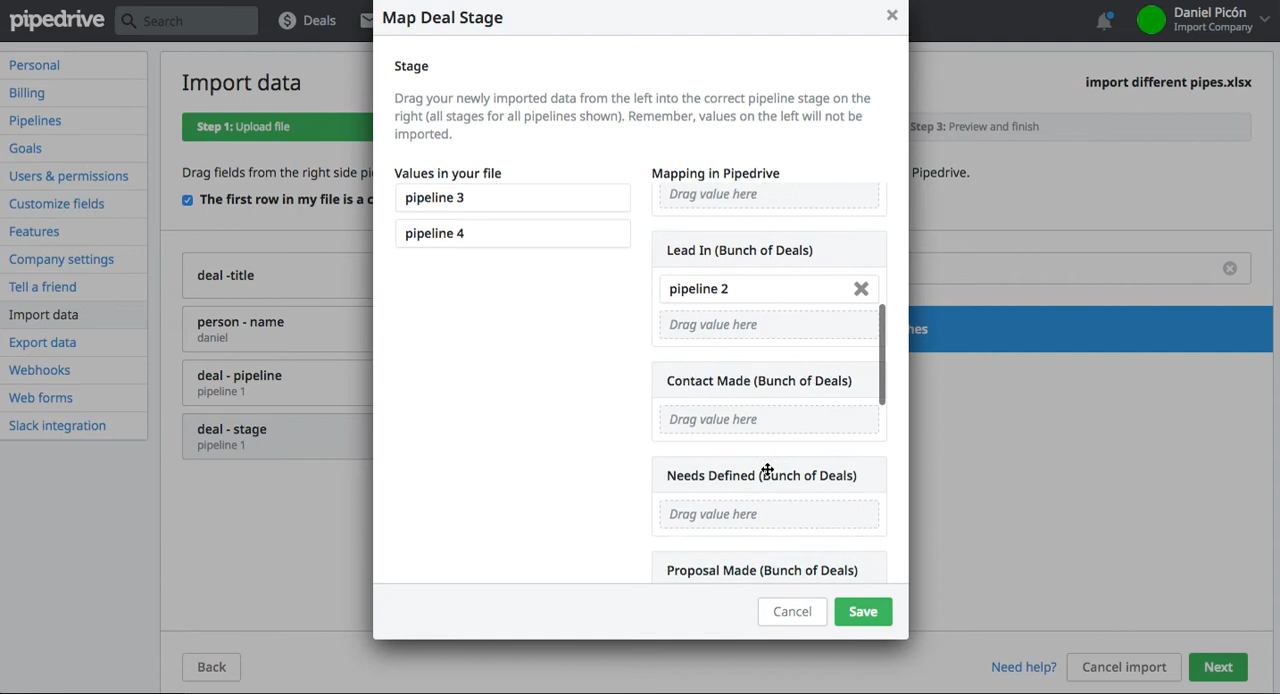 pipedrive
Search
Deals
Daniel Picón
Import Company
Personal
Billing
Pipelines
Goals
Users & permissions
Customize fields
Features
Company settings
Tell a friend
Import data
Export data
Webhooks
Web forms
Slack integration
Import data
import different pipes.xlsx
Step 1: Upload file
Step 3: Preview and finish
Drag fields from the right side pi
Pipedrive.
The first row in my file is a c
deal -title
person - name
daniel
deal - pipeline
pipeline 1
deal - stage
pipeline 1
hes
Back
Need help?
Cancel import
Next
Map Deal Stage
Stage
Drag your newly imported data from the left into the correct pipeline stage on the
right (all stages for all pipelines shown). Remember, values on the left will not be
imported.
Values in your file
pipeline 3
pipeline 4
Mapping in Pipedrive
Drag value here
Lead In (Bunch of Deals)
pipeline 2
Drag value here
Contact Made (Bunch of Deals)
Drag value here
Needs Defined (Bunch of Deals)
Drag value here
Proposal Made (Bunch of Deals)
Cancel
Save